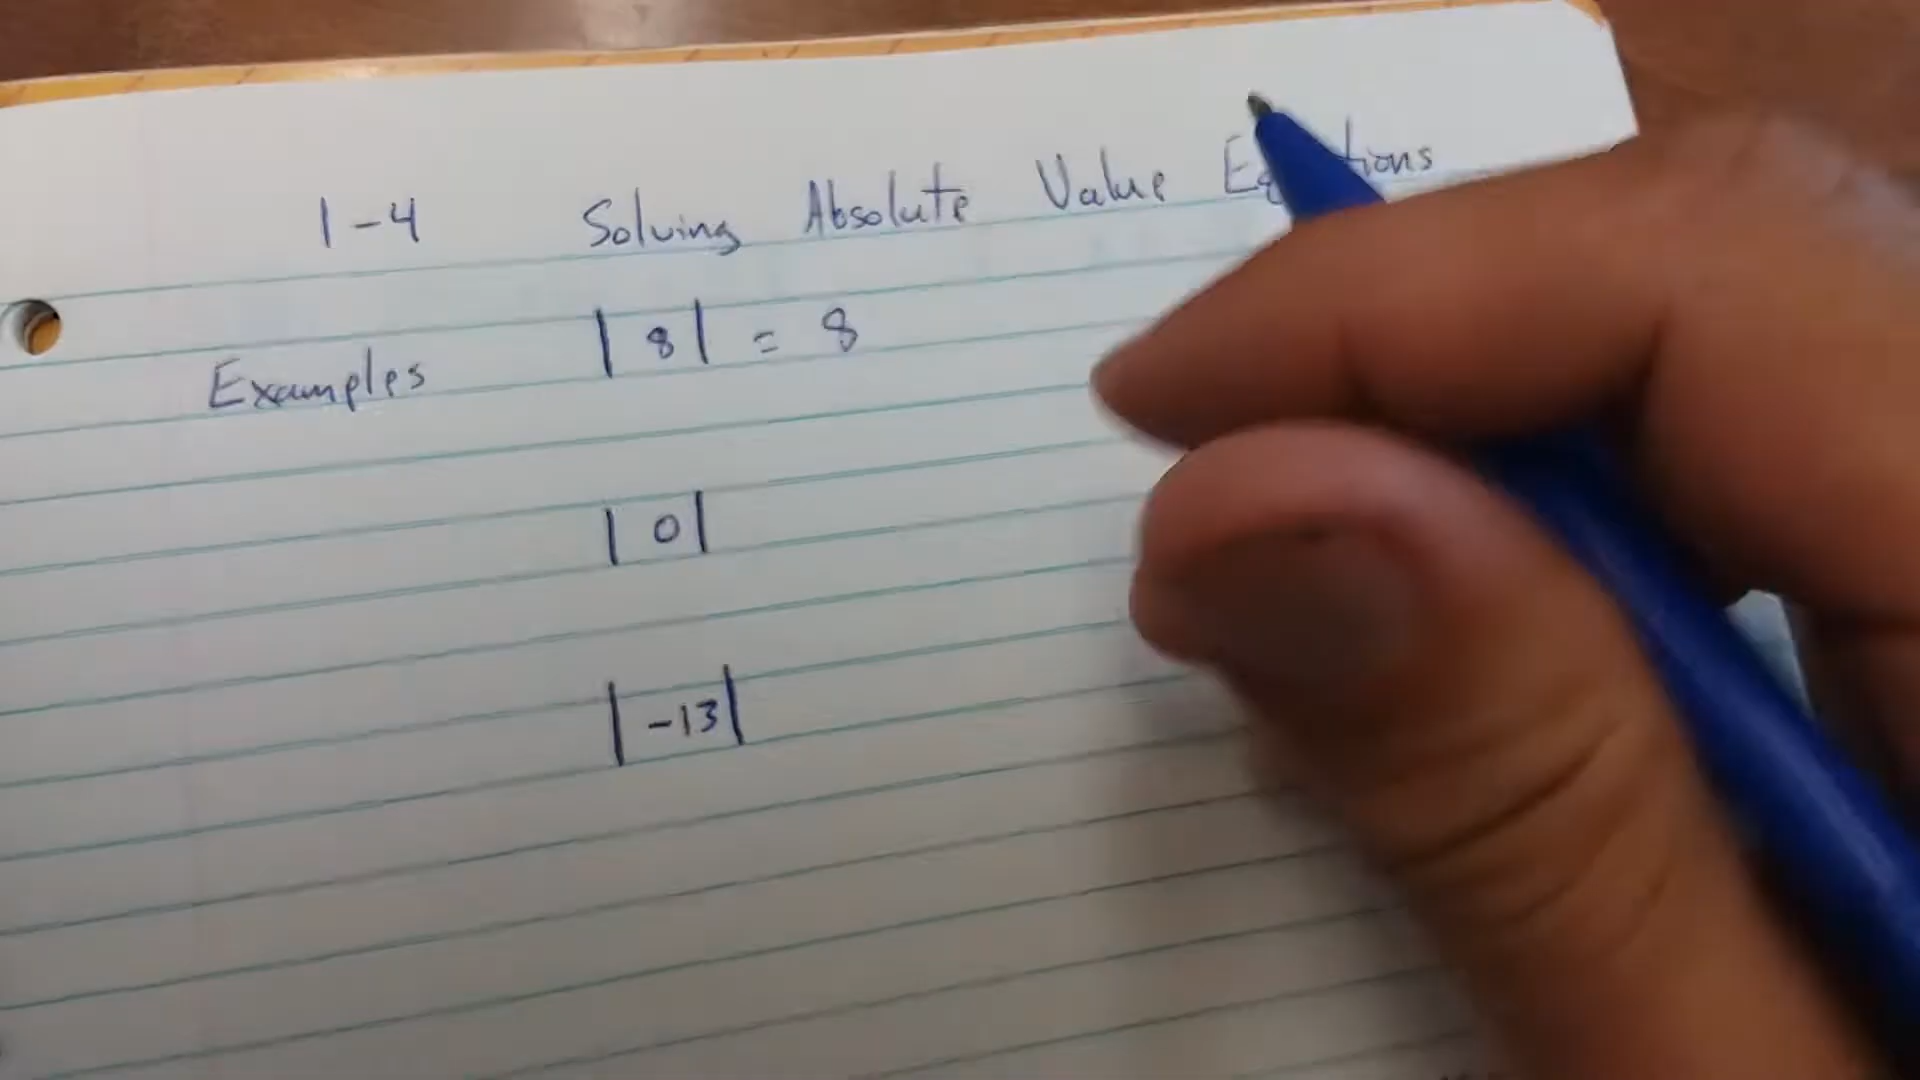 1-4 Solving Absolute Value
Examples |8| = 8
|0|
|-13|